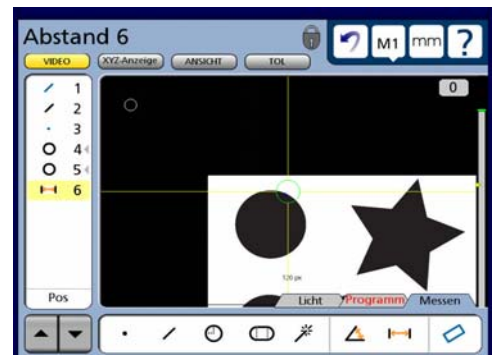 Abstand 6
M1 mm ?
VIDEO XYZ-Anzeige ANSICHT TOL
0
1
2
3
4
5
6
120 px
Licht Programm Messen
Pos